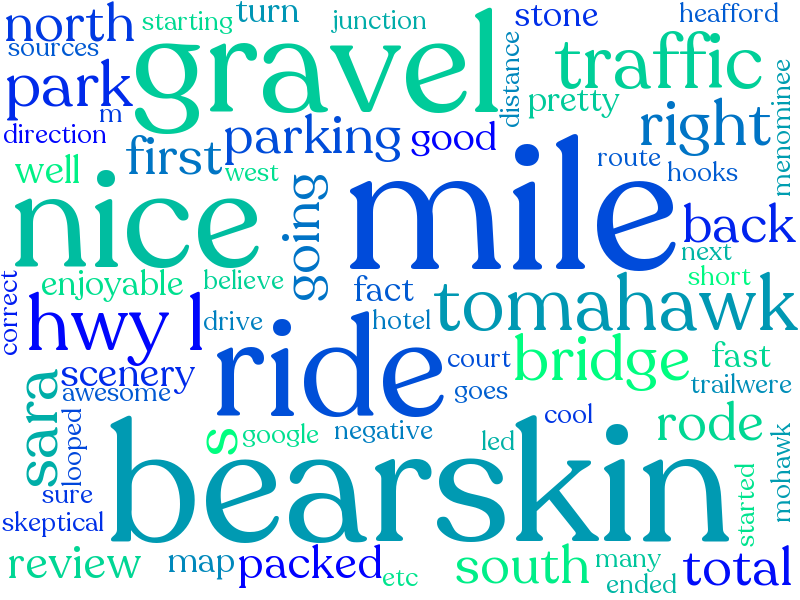 north
starting
turn
junction
stone
heafford
sources
gravel
traffic
park
m
distance
pretty
menominee
direction
first
parking
good
right
well
west
route
hooks
nice
going
mile
back
next
enjoyable
believe
fact
short
correct
hwy l
drive
hotel
tomahawk
ride
scenery
court
bridge
fast
sara
awesome
goes
trailwere
looped
s
google
negative
cool
rode
led
mohawk
sure
bearskin
started
skeptical
review
map
packed
etc
south
many
total
ended